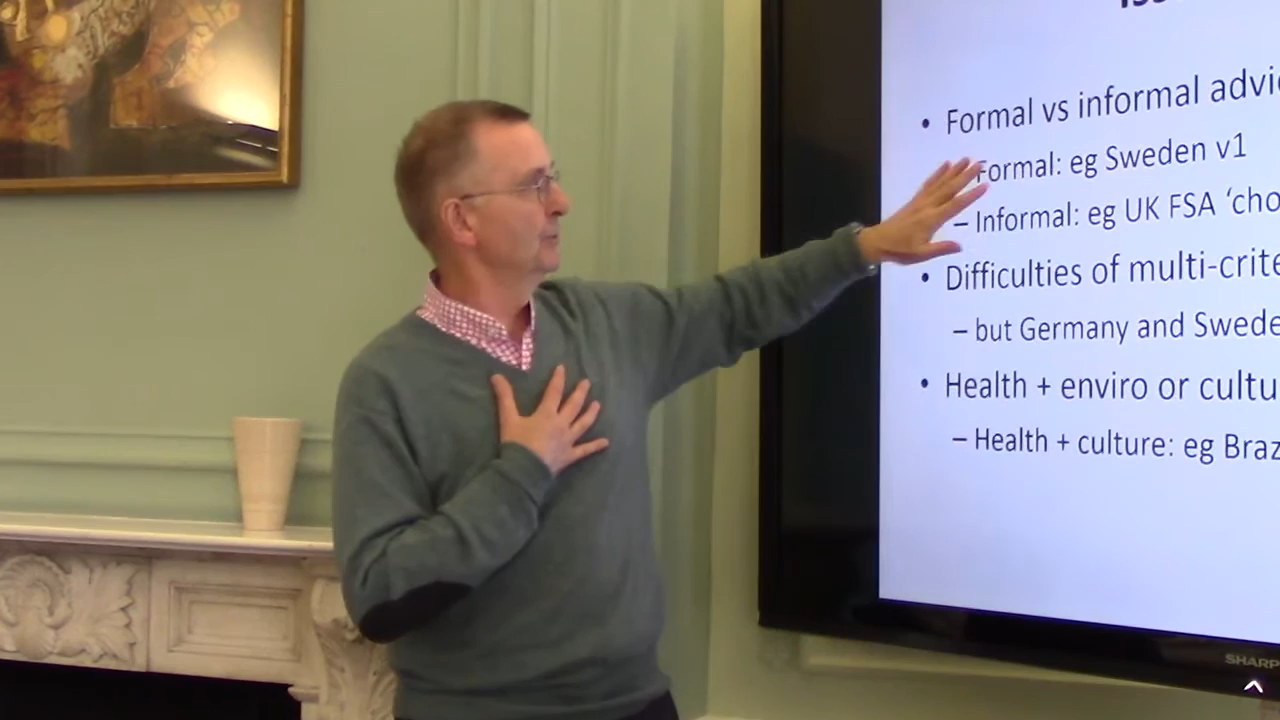 • Formal vs informal advi
Formal: eg Sweden v1
– Informal: eg UK FSA ‘cho
• Difficulties of multi-crite
– but Germany and Swede
• Health + enviro or cultu
– Health + culture: eg Braz
SHARP